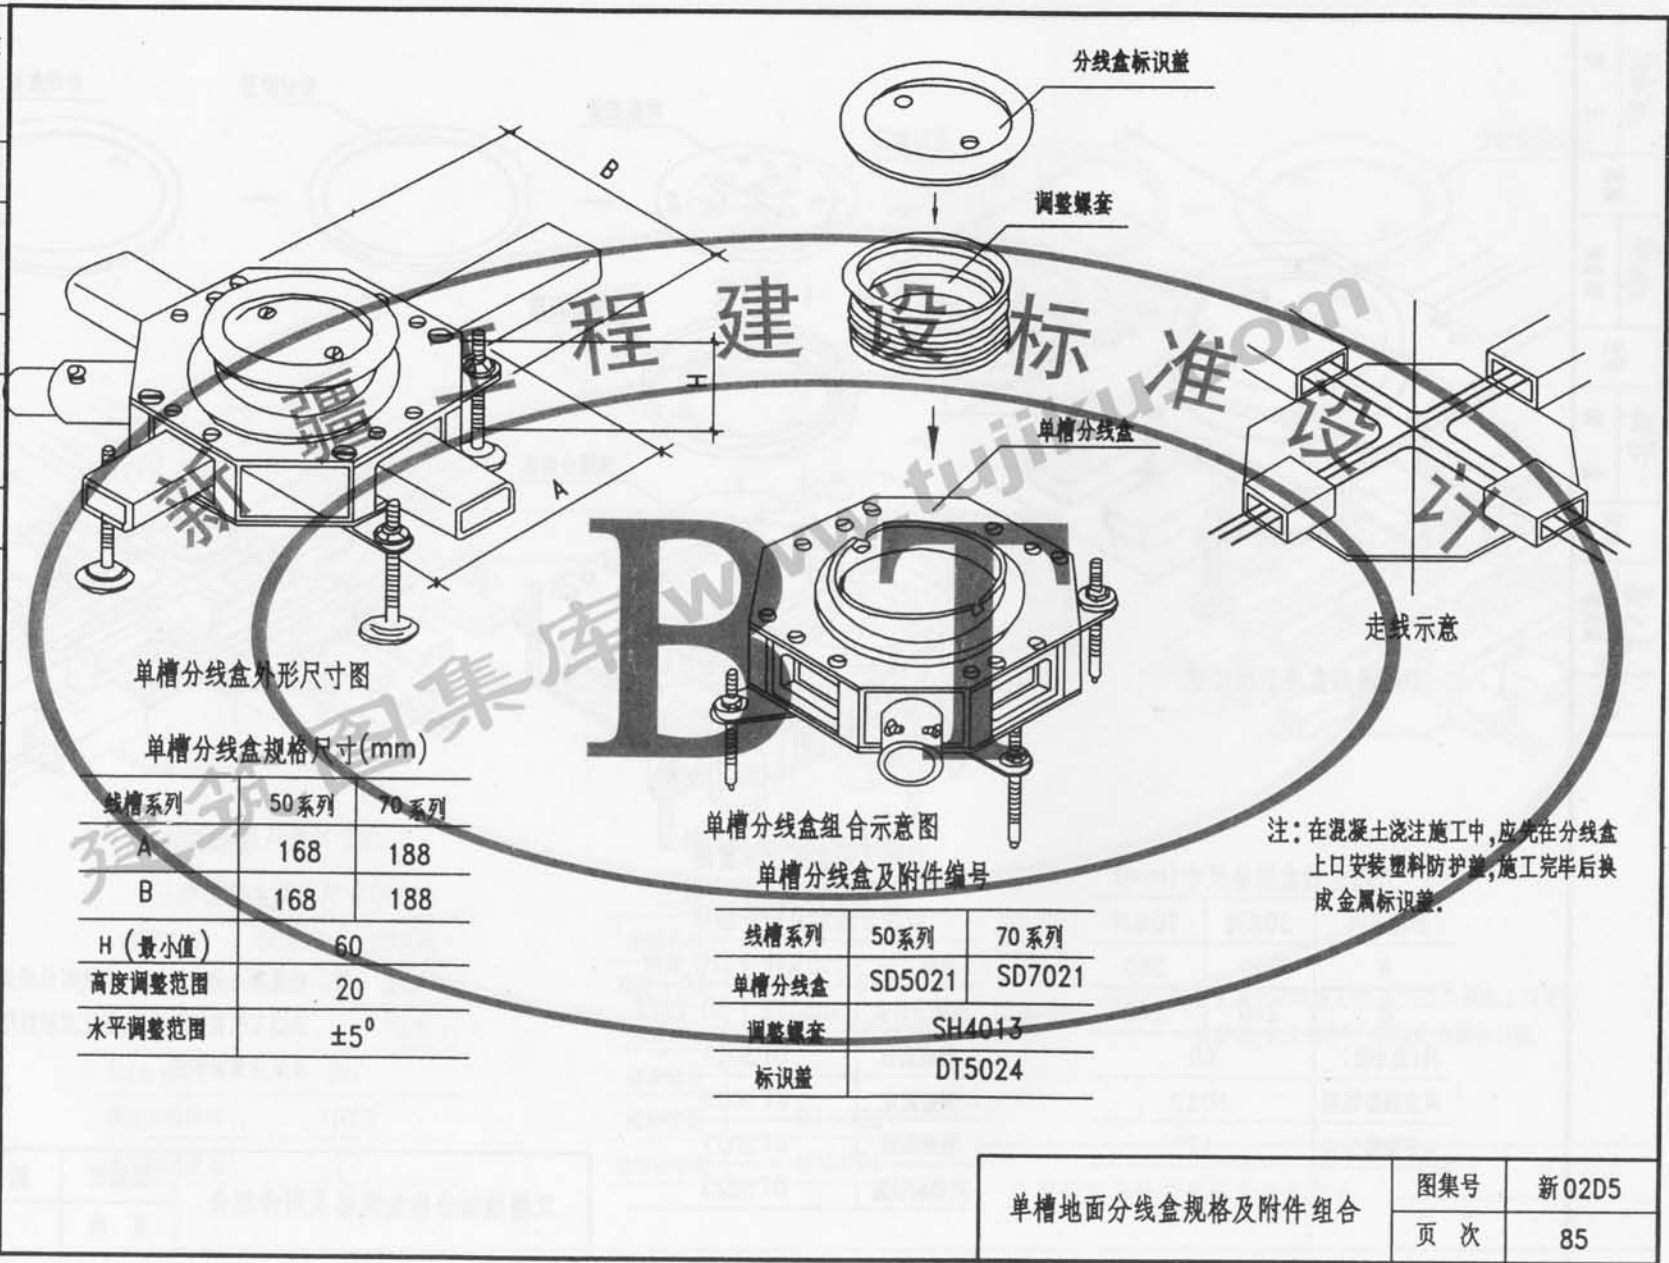 分线盒标识盖
调整螺套
单槽分线盒
B
H
A
新疆工程建设标准设计
BT
建筑图集库 www.tujiku.com
走线示意
单槽分线盒外形尺寸图
单槽分线盒规格尺寸(mm)
线槽系列 50系列 70系列
A 168 188
B 168 188
H (最小值) 60
高度调整范围 20
水平调整范围 ±5⁰
单槽分线盒组合示意图
单槽分线盒及附件编号
线槽系列 50系列 70系列
单槽分线盒 SD5021 SD7021
调整螺套 SH4013
标识盖 DT5024
注:在混凝土浇注施工中,应先在分线盒
上口安装塑料防护盖,施工完毕后换
成金属标识盖.
单槽地面分线盒规格及附件组合
图集号 新02D5
页次 85